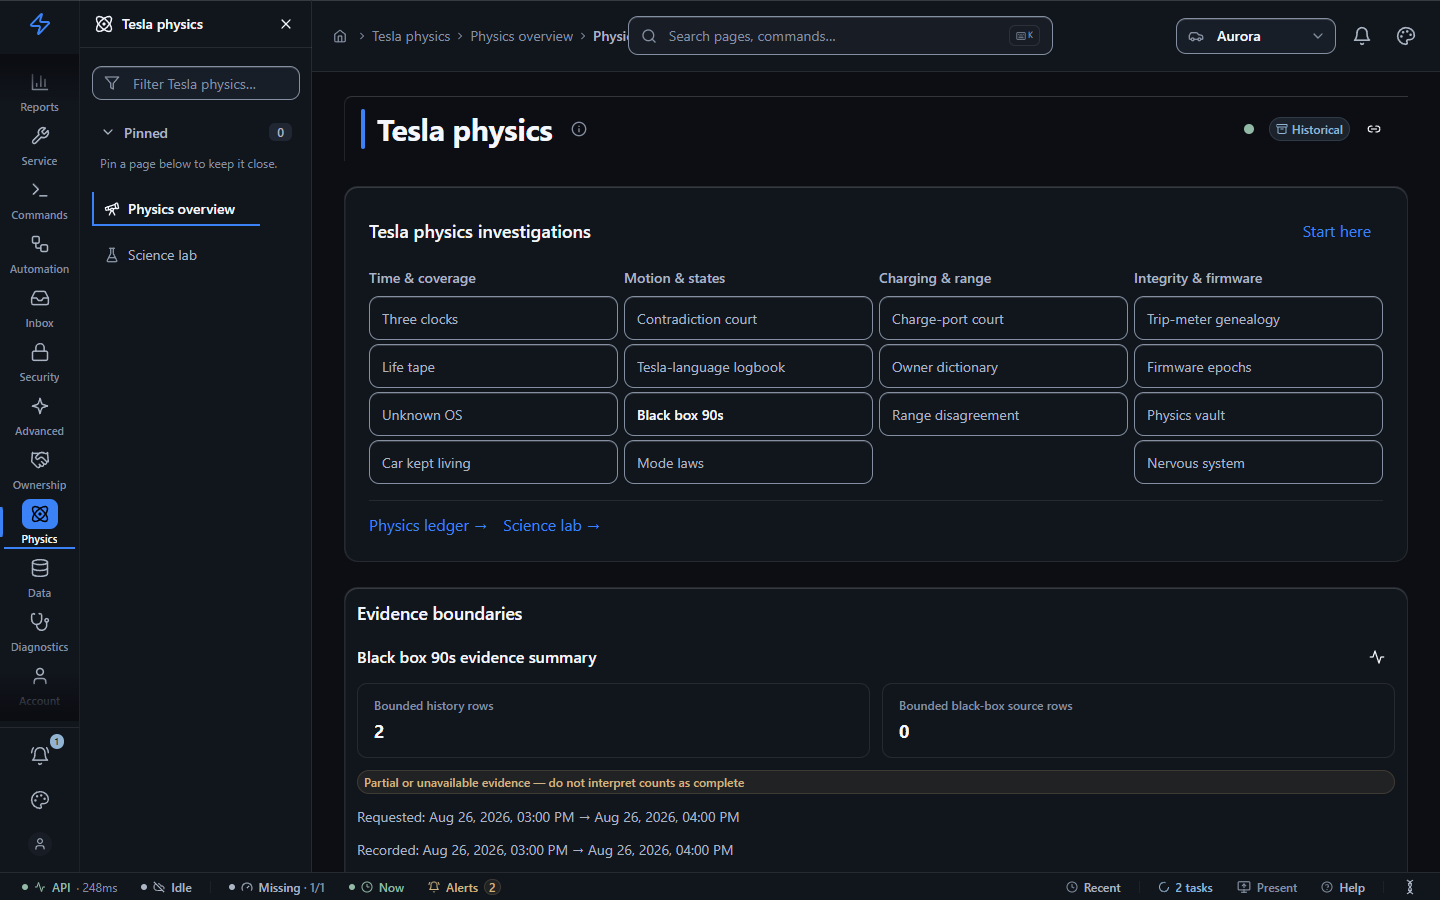 Tesla physics
Tesla physics
Physics overview
Search pages, commands...
K
Aurora
Filter Tesla physics...
Pinned
0
Pin a page below to keep it close.
Physics overview
Science lab
Reports
Service
Commands
Automation
Inbox
Security
Advanced
Ownership
Physics
Data
Diagnostics
Account
1
Tesla physics
Historical
Tesla physics investigations
Start here
Time & coverage
Three clocks
Life tape
Unknown OS
Car kept living
Motion & states
Contradiction court
Tesla-language logbook
Black box 90s
Mode laws
Charging & range
Charge-port court
Owner dictionary
Range disagreement
Integrity & firmware
Trip-meter genealogy
Firmware epochs
Physics vault
Nervous system
Physics ledger →
Science lab →
Evidence boundaries
Black box 90s evidence summary
Bounded history rows
2
Bounded black-box source rows
0
Partial or unavailable evidence — do not interpret counts as complete
Requested: Aug 26, 2026, 03:00 PM → Aug 26, 2026, 04:00 PM
Recorded: Aug 26, 2026, 03:00 PM → Aug 26, 2026, 04:00 PM
API · 248ms
Idle
Missing · 1/1
Now
Alerts 2
Recent
2 tasks
Present
Help